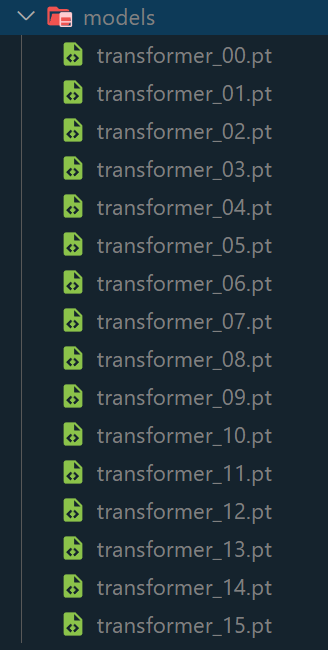 models
transformer_00.pt
transformer_01.pt
transformer_02.pt
transformer_03.pt
transformer_04.pt
transformer_05.pt
transformer_06.pt
transformer_07.pt
transformer_08.pt
transformer_09.pt
transformer_10.pt
transformer_11.pt
transformer_12.pt
transformer_13.pt
transformer_14.pt
transformer_15.pt